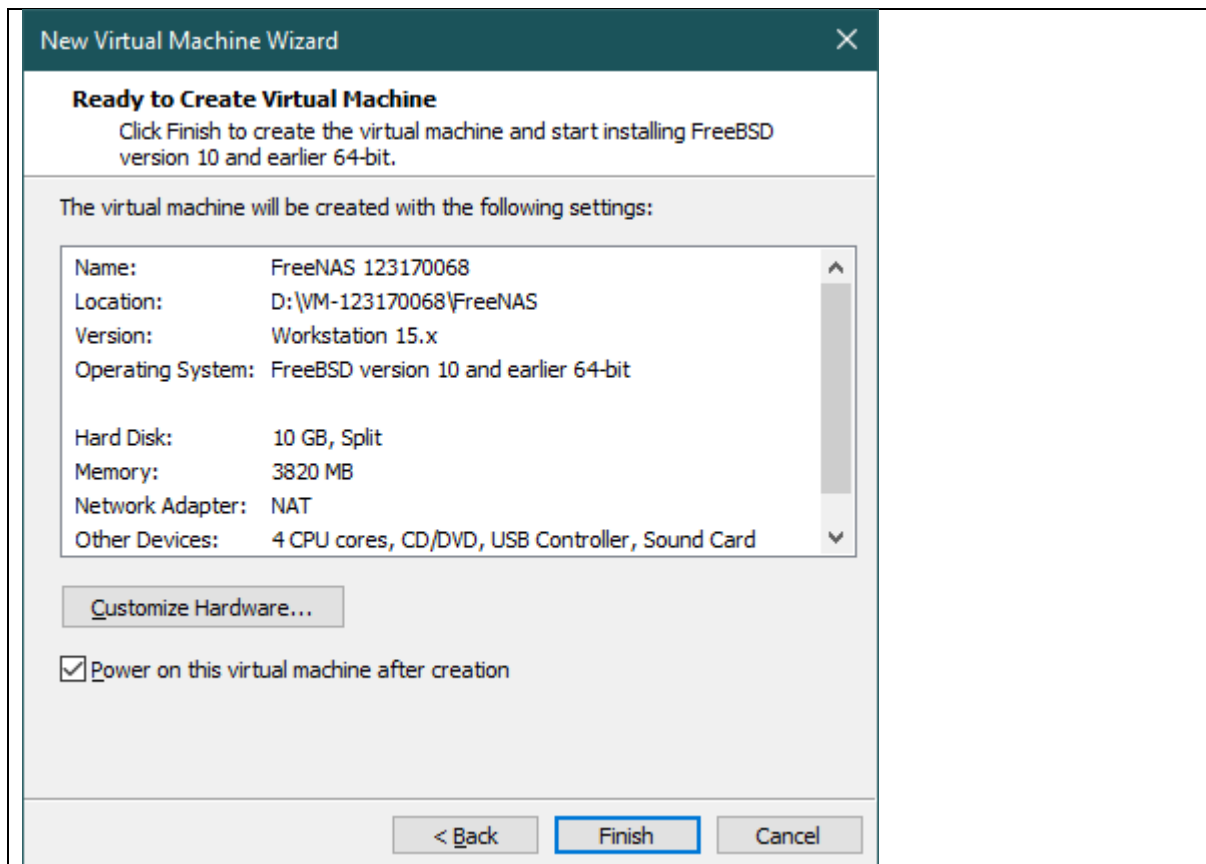 New Virtual Machine Wizard
Ready to Create Virtual Machine
Click Finish to create the virtual machine and start installing FreeBSD
version 10 and earlier 64-bit.
The virtual machine will be created with the following settings:
Name: FreeNAS 123170068
Location: D:\VM-123170068\FreeNAS
Version: Workstation 15.x
Operating System: FreeBSD version 10 and earlier 64-bit
Hard Disk: 10 GB, Split
Memory: 3820 MB
Network Adapter: NAT
Other Devices: 4 CPU cores, CD/DVD, USB Controller, Sound Card
Customize Hardware...
Power on this virtual machine after creation
< Back Finish Cancel